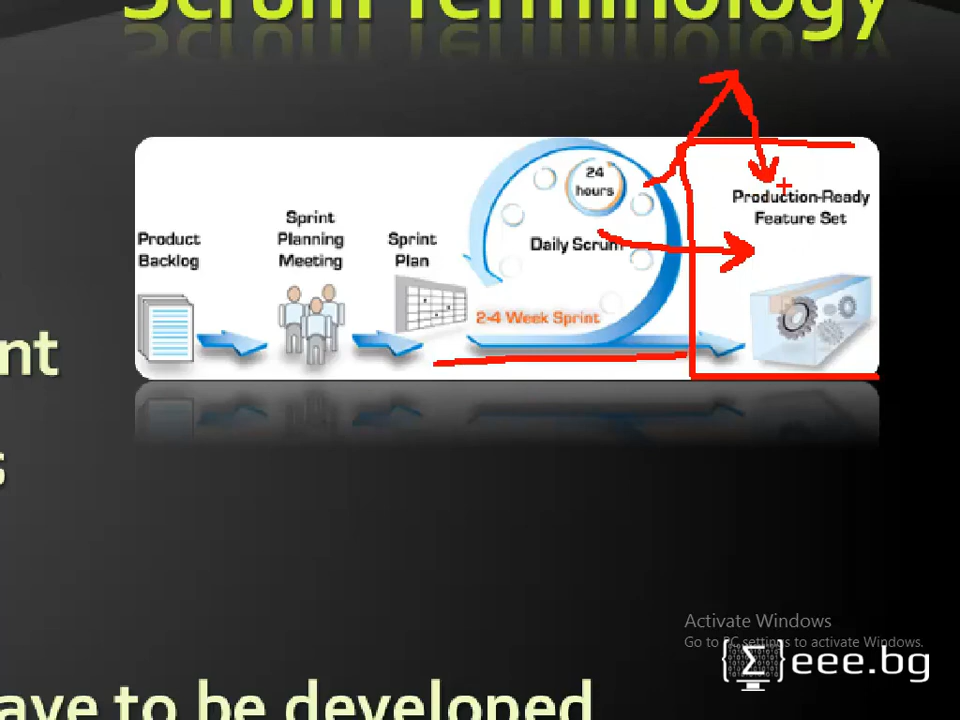 Scrum Terminology
24
hours
Production-Ready
Feature Set
Sprint
Planning
Meeting
Product
Backlog
Sprint
Plan
Daily Scrum
2-4 Week Sprint
nt
s
Activate Windows
Go to PC settings to activate Windows.
{Σ}eee.bg
ave to be developed